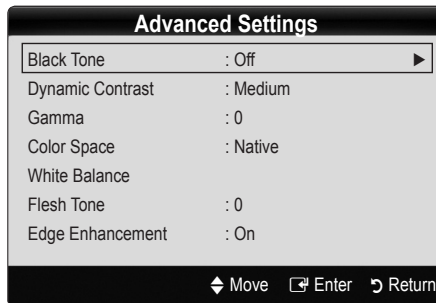 Advanced Settings
Black Tone : Off ►
Dynamic Contrast : Medium
Gamma : 0
Color Space : Native
White Balance
Flesh Tone : 0
Edge Enhancement : On
Move Enter Return